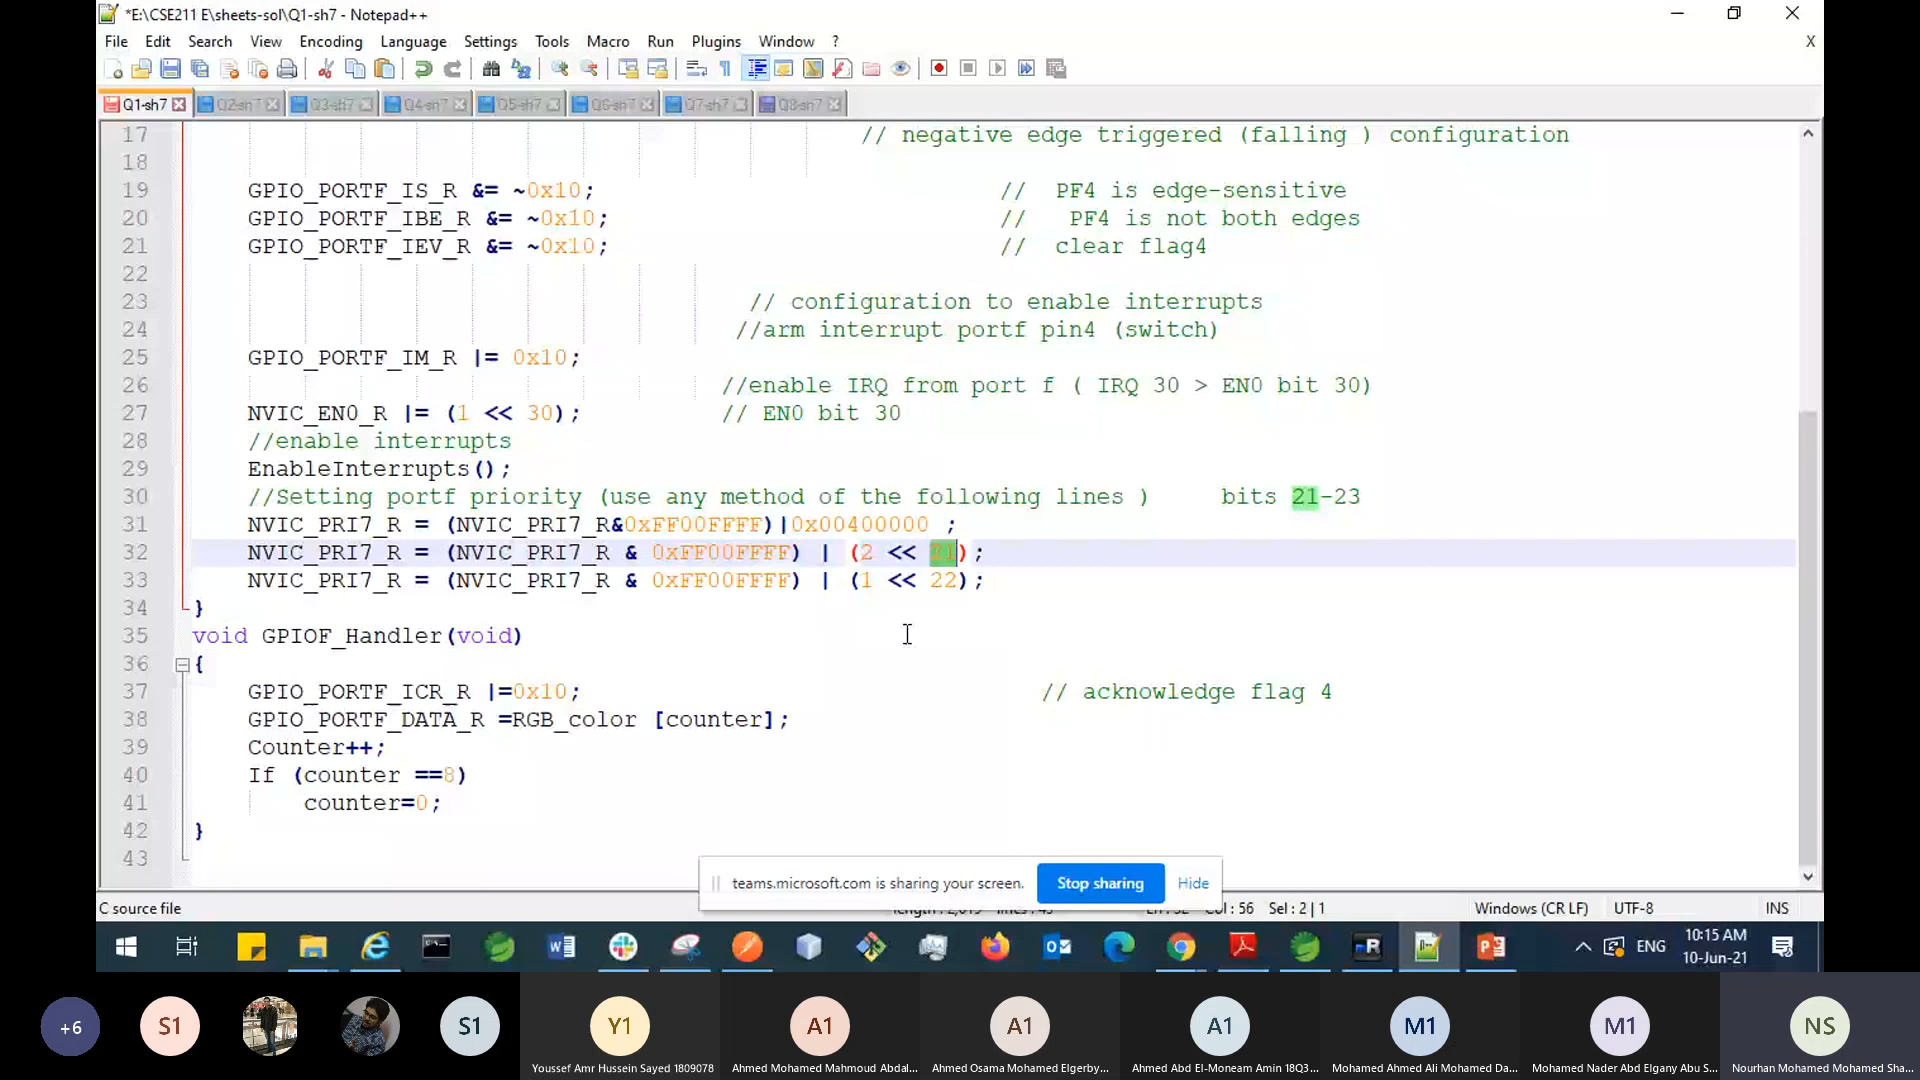 *E:\CSE211 E\sheets-sol\Q1-sh7 - Notepad++
File Edit Search View Encoding Language Settings Tools Macro Run Plugins Window ? X
Q1-sh7 Q2-sh7 Q3-sh7 Q4-sh7 Q5-sh7 Q6-sh7 Q7-sh7 Q8-sh7
17 // negative edge triggered (falling ) configuration
18
19 GPIO_PORTF_IS_R &= ~0x10; // PF4 is edge-sensitive
20 GPIO_PORTF_IBE_R &= ~0x10; // PF4 is not both edges
21 GPIO_PORTF_IEV_R &= ~0x10; // clear flag4
22
23 // configuration to enable interrupts
24 //arm interrupt portf pin4 (switch)
25 GPIO_PORTF_IM_R |= 0x10;
26 //enable IRQ from port f ( IRQ 30 > EN0 bit 30)
27 NVIC_EN0_R |= (1 << 30); // EN0 bit 30
28 //enable interrupts
29 EnableInterrupts();
30 //Setting portf priority (use any method of the following lines ) bits 21-23
31 NVIC_PRI7_R = (NVIC_PRI7_R&0xFF00FFFF)|0x00400000 ;
32 NVIC_PRI7_R = (NVIC_PRI7_R & 0xFF00FFFF) | (2 << 21);
33 NVIC_PRI7_R = (NVIC_PRI7_R & 0xFF00FFFF) | (1 << 22);
34 }
35 void GPIOF_Handler(void)
36 {
37 GPIO_PORTF_ICR_R |=0x10; // acknowledge flag 4
38 GPIO_PORTF_DATA_R =RGB_color [counter];
39 Counter++;
40 If (counter ==8)
41 counter=0;
42 }
43
teams.microsoft.com is sharing your screen. Stop sharing Hide
C source file Col : 56 Sel : 2 | 1 Windows (CR LF) UTF-8 INS
ENG 10:15 AM
10-Jun-21
+6 S1 S1 Y1 A1 A1 A1 M1 M1 NS
Youssef Amr Hussein Sayed 1809078 Ahmed Mohamed Mahmoud Abdal... Ahmed Osama Mohamed Elgerby... Ahmed Abd El-Moneam Amin 18Q3... Mohamed Ahmed Ali Mohamed Da... Mohamed Nader Abd Elgany Abu S... Nourhan Mohamed Mohamed Sha...